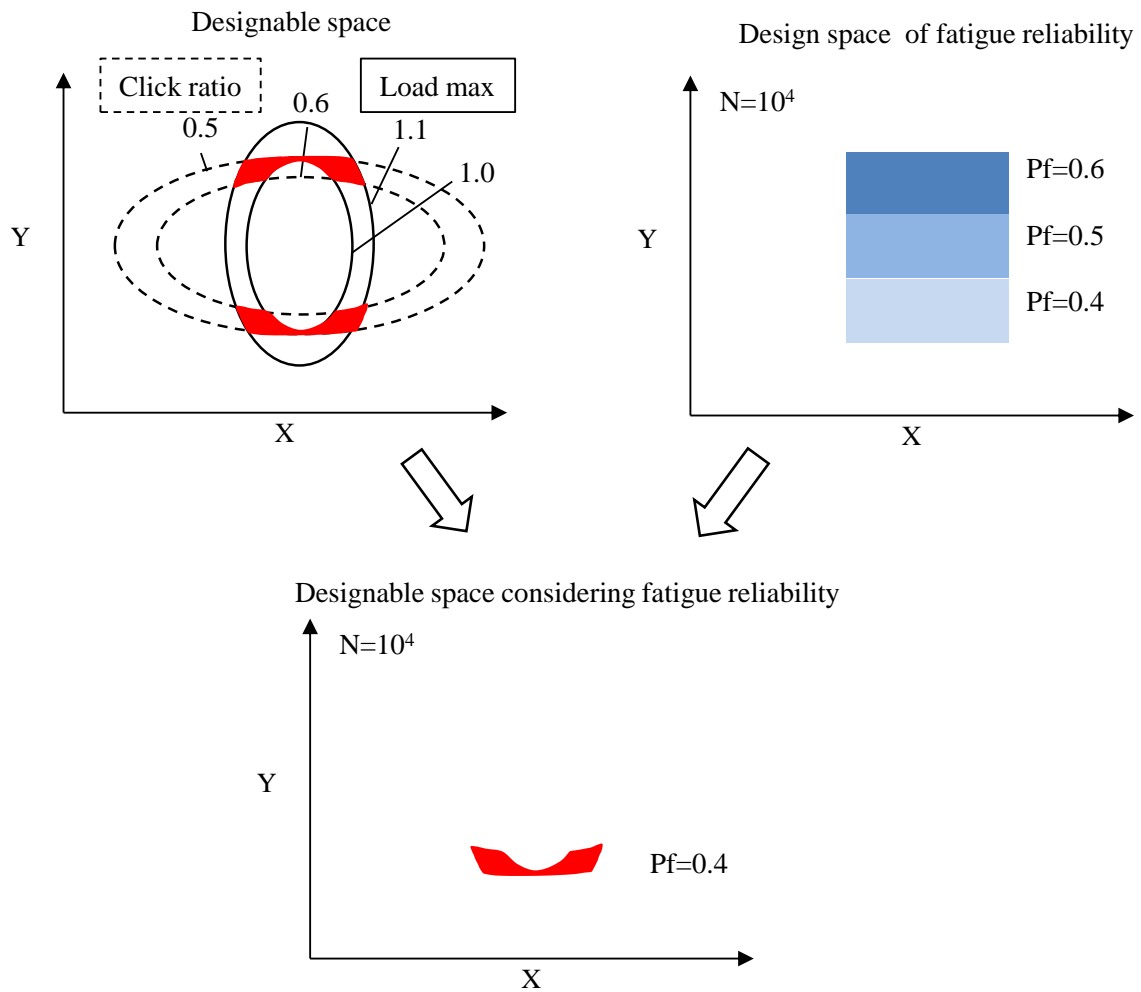 Designable space
Click ratio
Load max
0.5
0.6
1.1
1.0
Y
X
Design space of fatigue reliability
N=10⁴
Pf=0.6
Pf=0.5
Pf=0.4
Y
X
Designable space considering fatigue reliability
N=10⁴
Y
Pf=0.4
X